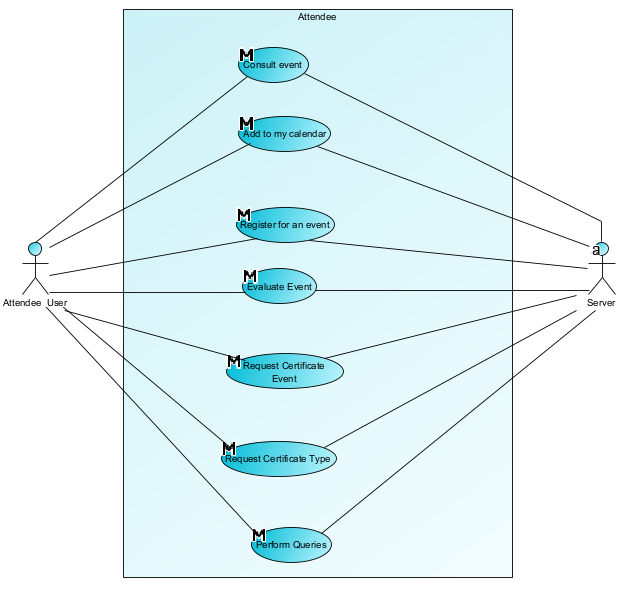 Attendee
M
Consult event
M
Add to my calendar
M
Register for an event
a
M
Evaluate Event
Attendee User
Server
M
Request Certificate
Event
M
Request Certificate Type
M
Perform Queries